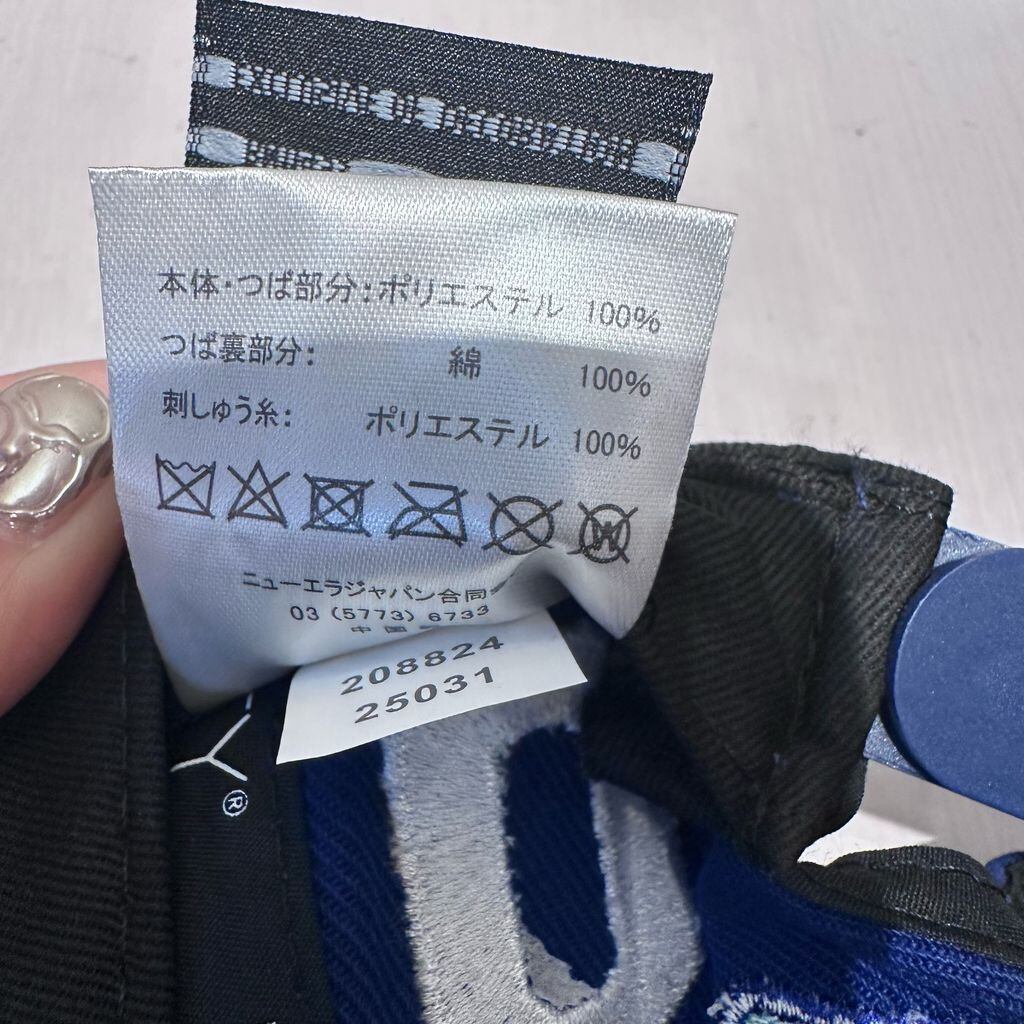 本体・つば部分:ポリエステル 100%
つば裏部分: 綿 100%
刺しゅう糸: ポリエステル 100%
ニューエラジャパン合同
03 (5773) 6733
中国
208824
25031
Y®